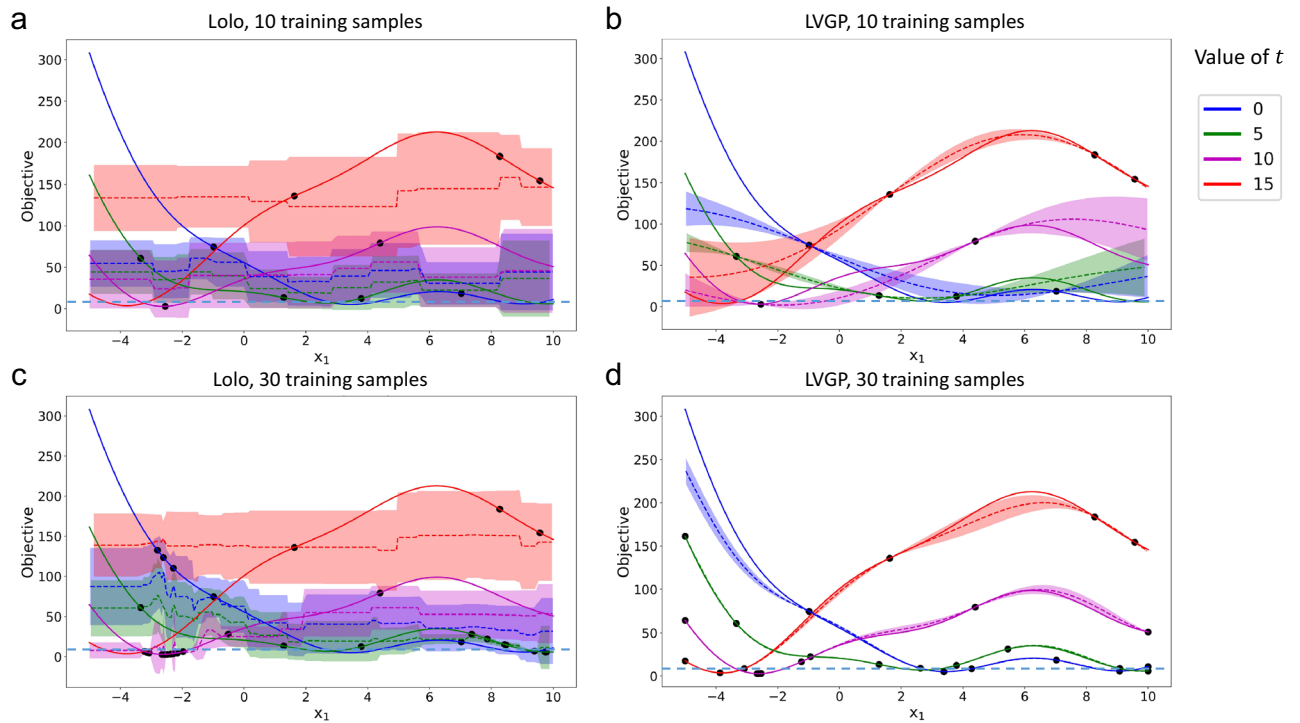 a
Lolo, 10 training samples
b
LVGP, 10 training samples
Value of t
0
5
10
15
300
250
200
150
100
50
0
Objective
−4 −2 0 2 4 6 8 10
x1
300
250
200
150
100
50
0
Objective
−4 −2 0 2 4 6 8 10
x1
c
Lolo, 30 training samples
d
LVGP, 30 training samples
300
250
200
150
100
50
0
Objective
−4 −2 0 2 4 6 8 10
x1
300
250
200
150
100
50
0
Objective
−4 −2 0 2 4 6 8 10
x1